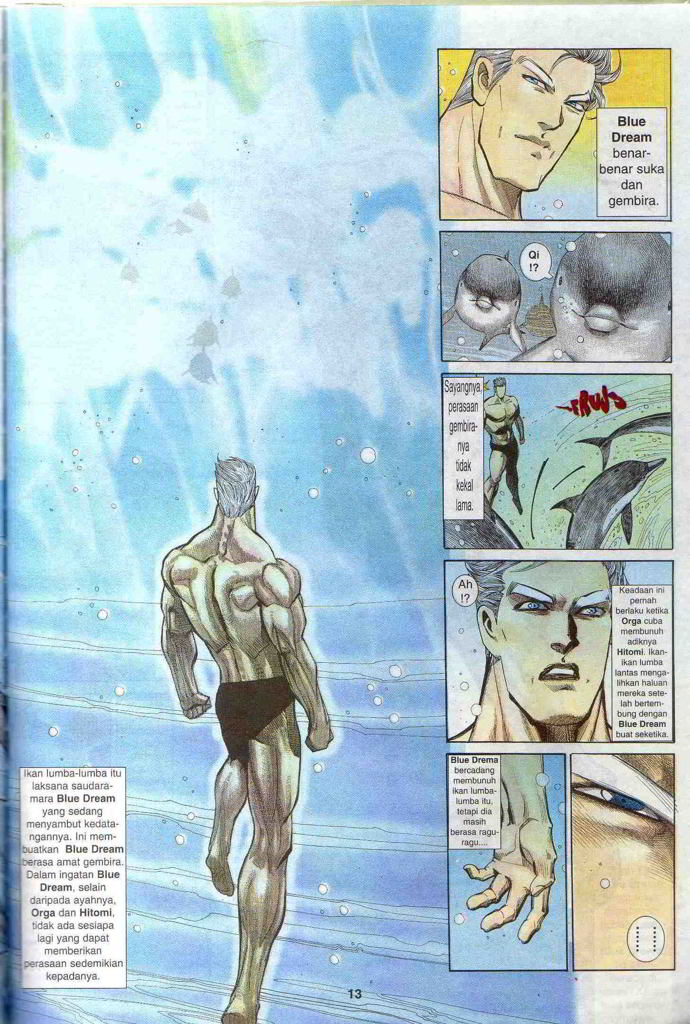 Ikan lumba-lumba itu
laksana saudara-
mara Blue Dream
yang sedang
menyambut kedata-
ngannya. Ini mem-
buatkan Blue Dream
berasa amat gembira.
Dalam ingatan Blue
Dream, selain
daripada ayahnya,
Orga dan Hitomi,
tidak ada sesiapa
lagi yang dapat
memberikan
perasaan sedemikian
kepadanya.
Blue
Dream
benar-
benar suka
dan
gembira.
Qi
!?
Sayangnya,
perasaan
gembira-
nya
tidak
kekal
lama.
FRWS
Ah
!?
Keadaan ini
pernah
berlaku ketika
Orga cuba
membunuh
adiknya
Hitomi. Ikan-
ikan lumba
lantas menga-
lihkan haluan
mereka sete-
lah bertem-
bung dengan
Blue Dream
buat seketika.
Blue Drema
bercadang
membunuh
ikan lumba-
lumba itu,
tetapi dia
masih
berasa ragu-
ragu....
13